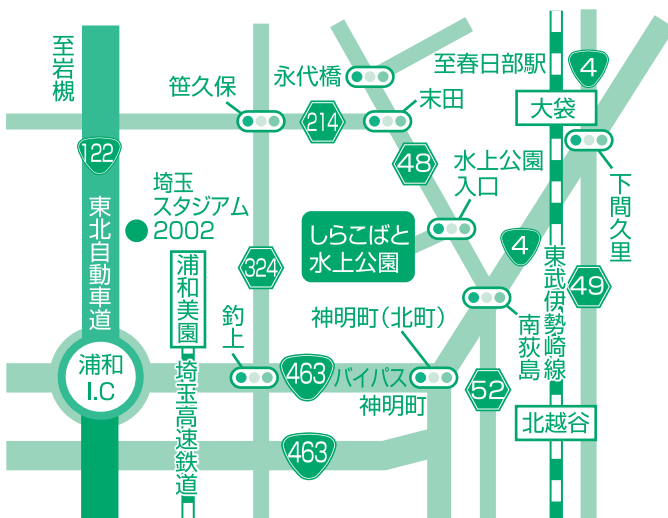 至岩槻
122
東北自動車道
浦和
I.C
埼玉
スタジアム
2002
浦和美園
埼玉高速鉄道
笹久保
214
永代橋
末田
48
水上公園
入口
しらこばと
水上公園
324
釣上
463
バイパス
神明町(北町)
神明町
463
52
南荻島
4
至春日部駅
大袋
4
下間久里
東武伊勢崎線
49
北越谷